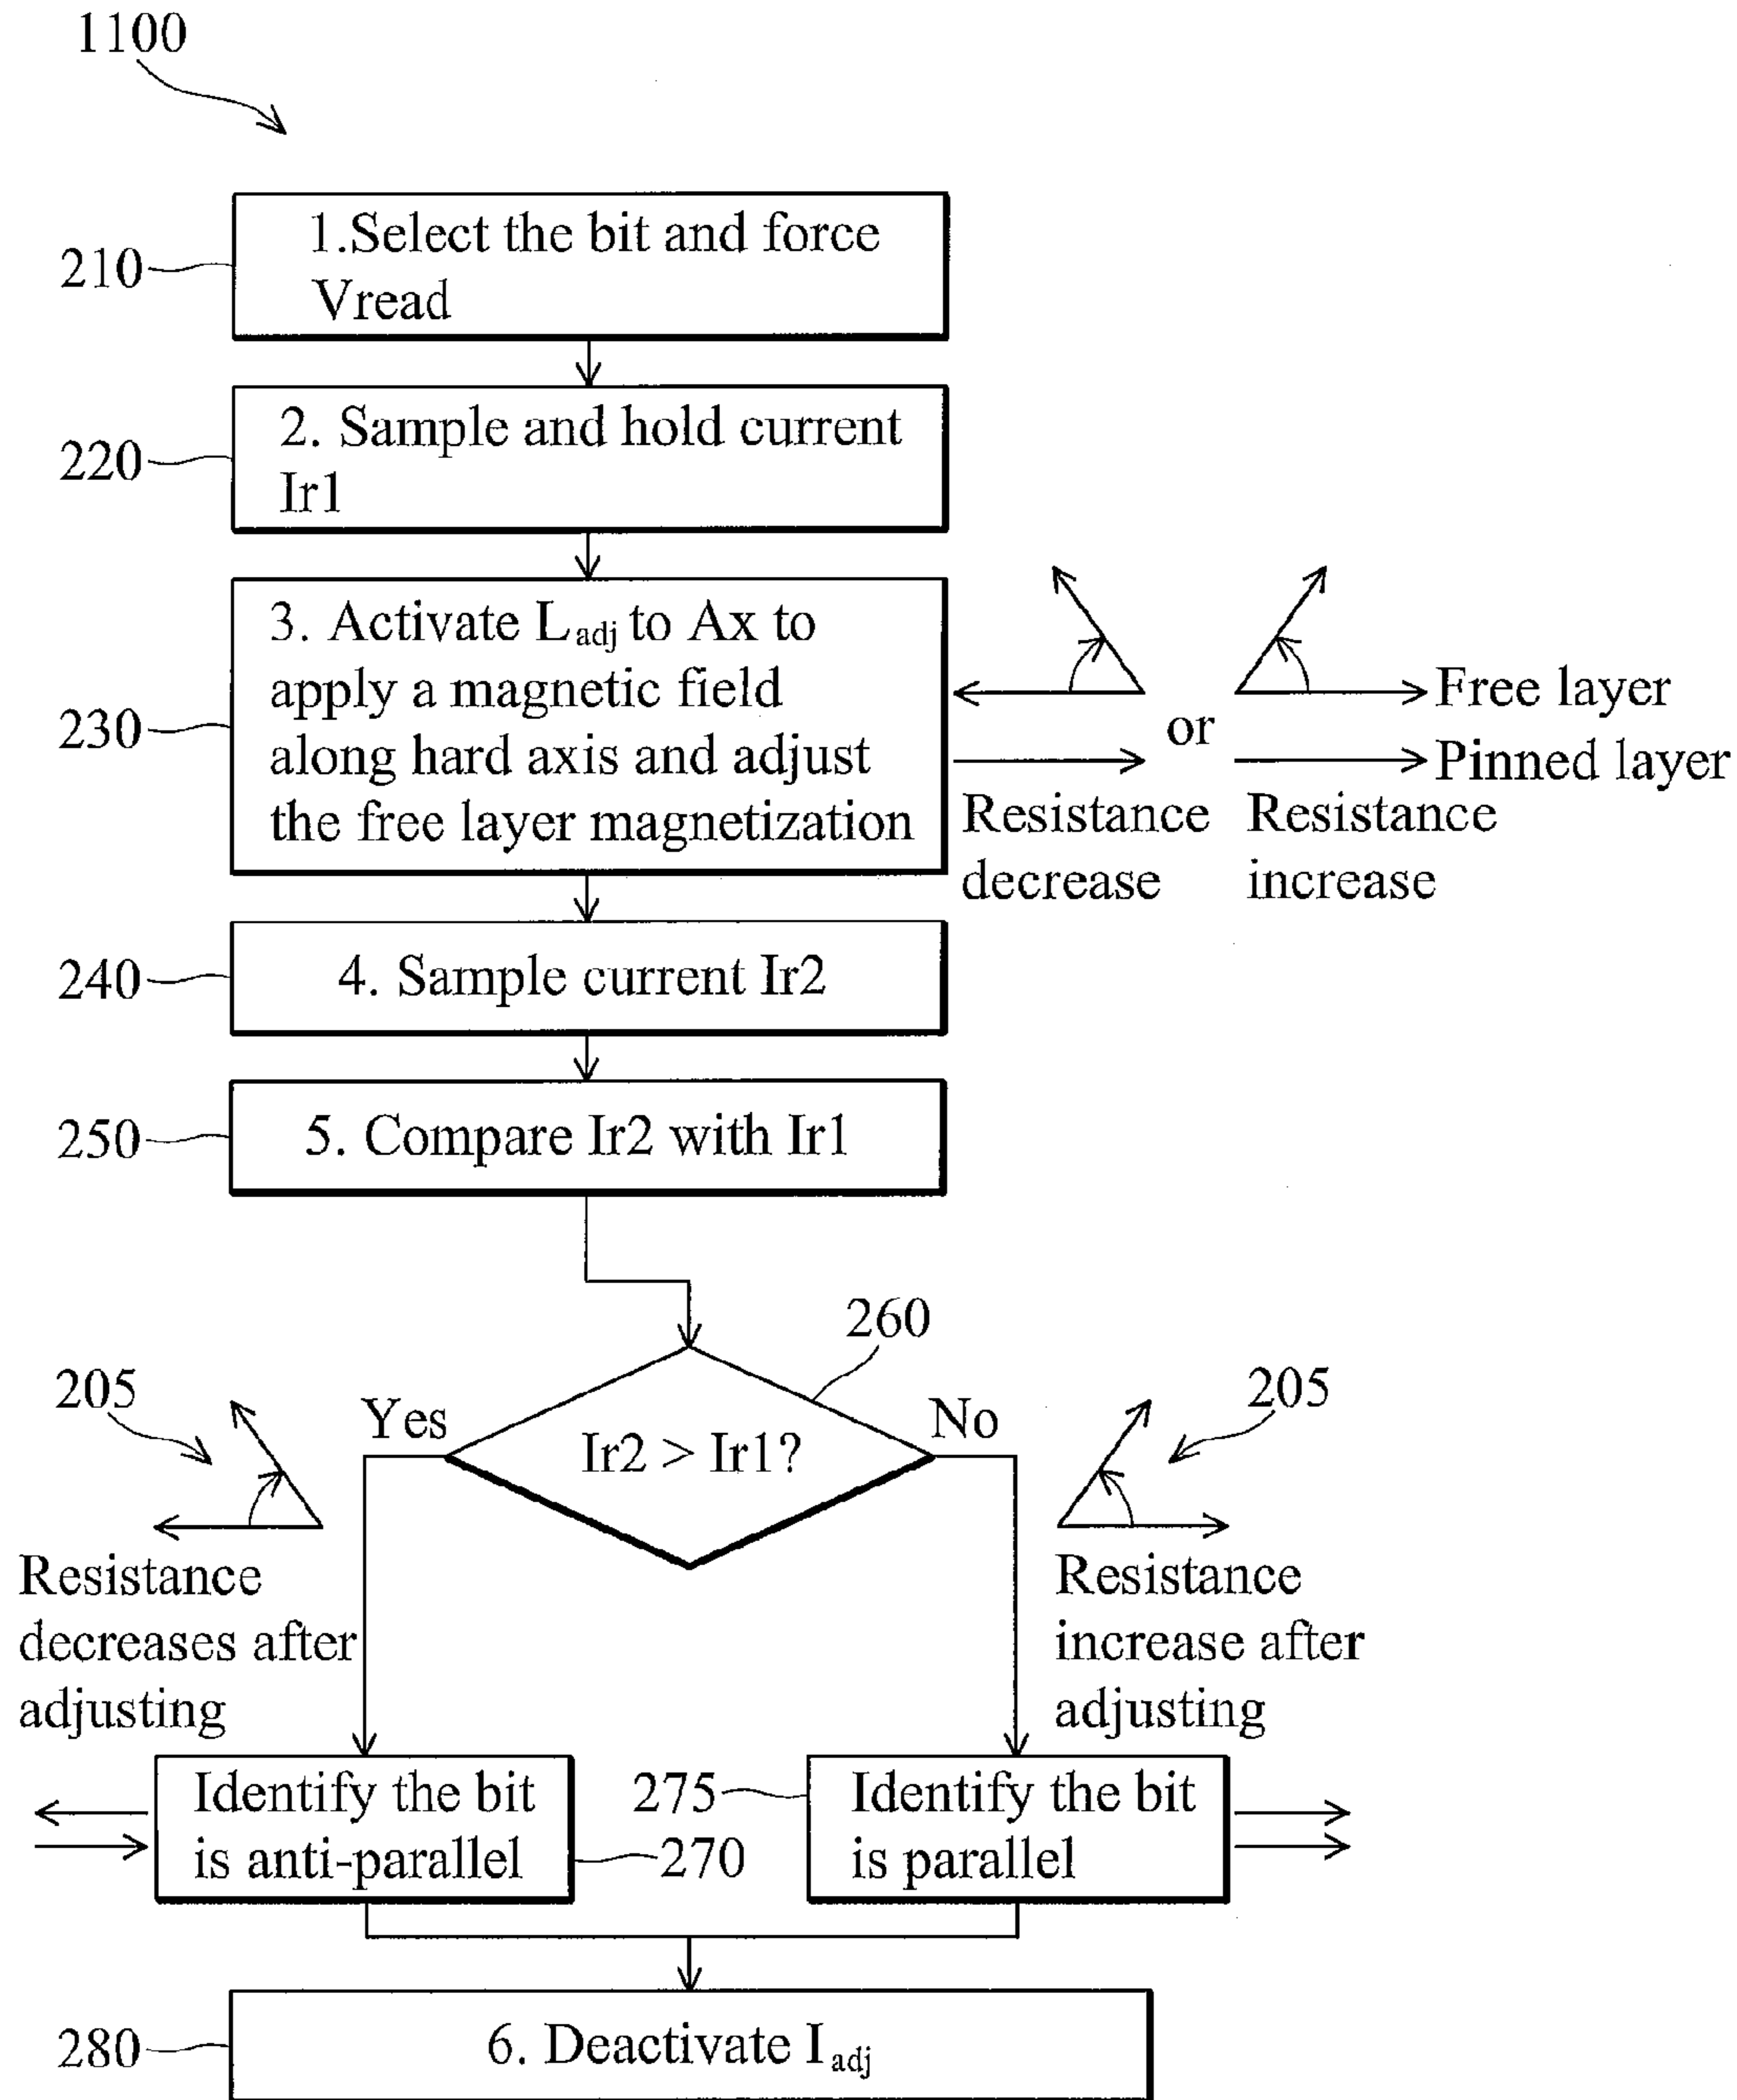 1100
210
1.Select the bit and force
Vread
220
2. Sample and hold current
Ir1
230
3. Activate Ladj to Ax to
apply a magnetic field
along hard axis and adjust
the free layer magnetization
or
Free layer
Pinned layer
Resistance
decrease
Resistance
increase
240
4. Sample current Ir2
250
5. Compare Ir2 with Ir1
260
205
Yes
Ir2 > Ir1?
No
205
Resistance
decreases after
adjusting
Resistance
increase after
adjusting
Identify the bit
is anti-parallel
270
275
Identify the bit
is parallel
280
6. Deactivate Iadj